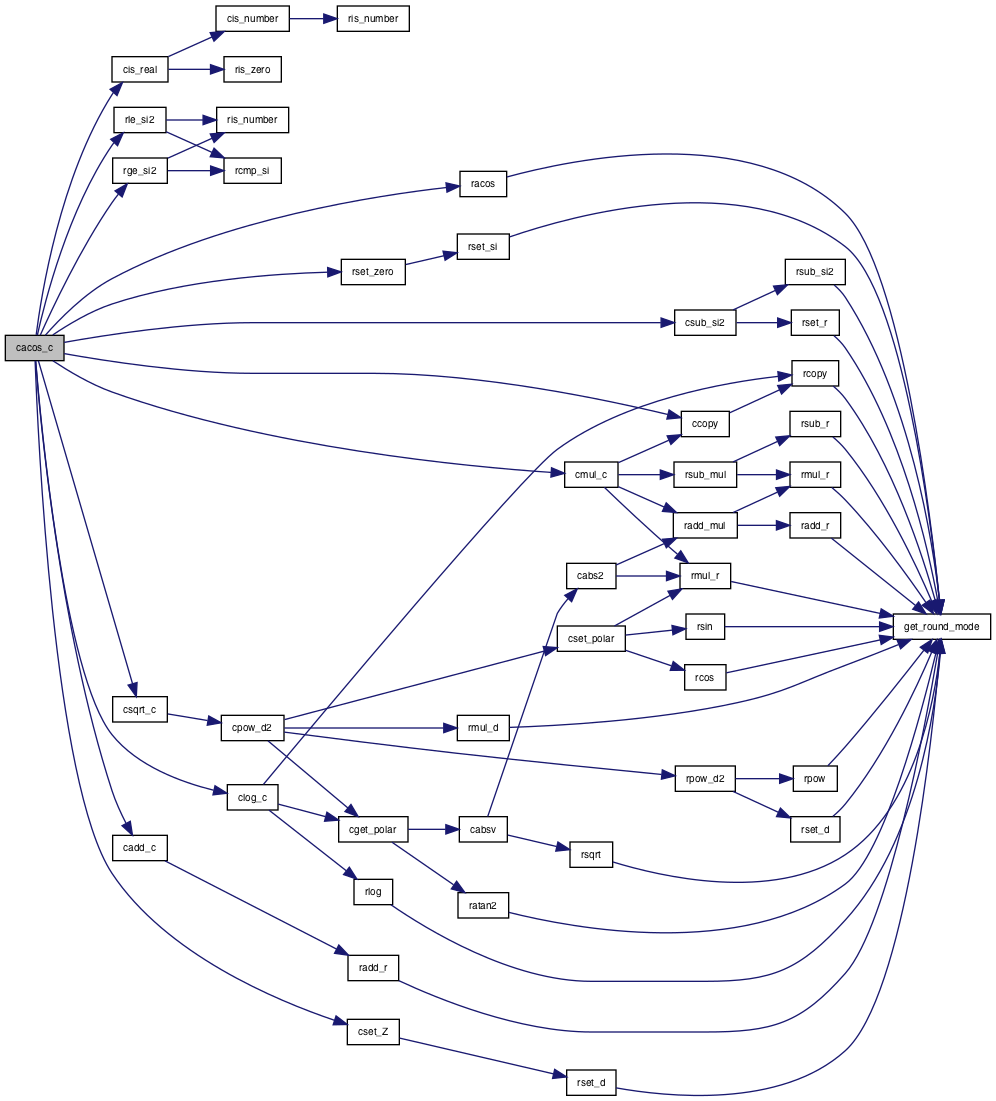 cis_number
ris_number
cis_real
ris_zero
rle_si2
ris_number
rge_si2
rcmp_si
racos
rset_si
rset_zero
rsub_si2
cacos_c
csub_si2
rset_r
rcopy
ccopy
rsub_r
cmul_c
rsub_mul
rmul_r
radd_mul
radd_r
cabs2
rmul_r
get_round_mode
cset_polar
rsin
rcos
csqrt_c
cpow_d2
rmul_d
rpow_d2
rpow
clog_c
cget_polar
cabsv
rset_d
cadd_c
rsqrt
rlog
ratan2
radd_r
cset_Z
rset_d